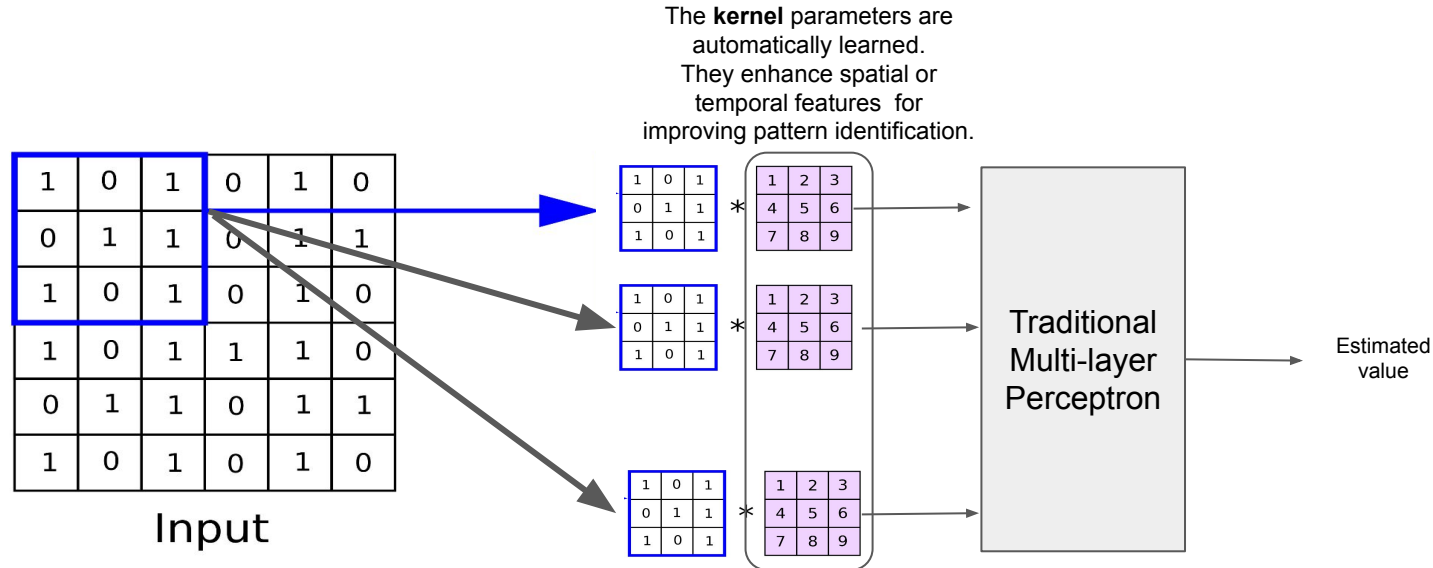 The kernel parameters are
automatically learned.
They enhance spatial or
temporal features for
improving pattern identification.
1 0 1 0 1 0
0 1 1 0 1 1
1 0 1 0 1 0
1 0 1 1 1 0
0 1 1 0 1 1
1 0 1 0 1 0
Input
1 0 1
0 1 1
1 0 1
*
1 2 3
4 5 6
7 8 9
1 0 1
0 1 1
1 0 1
*
1 2 3
4 5 6
7 8 9
1 0 1
0 1 1
1 0 1
*
1 2 3
4 5 6
7 8 9
Traditional
Multi-layer
Perceptron
Estimated
value